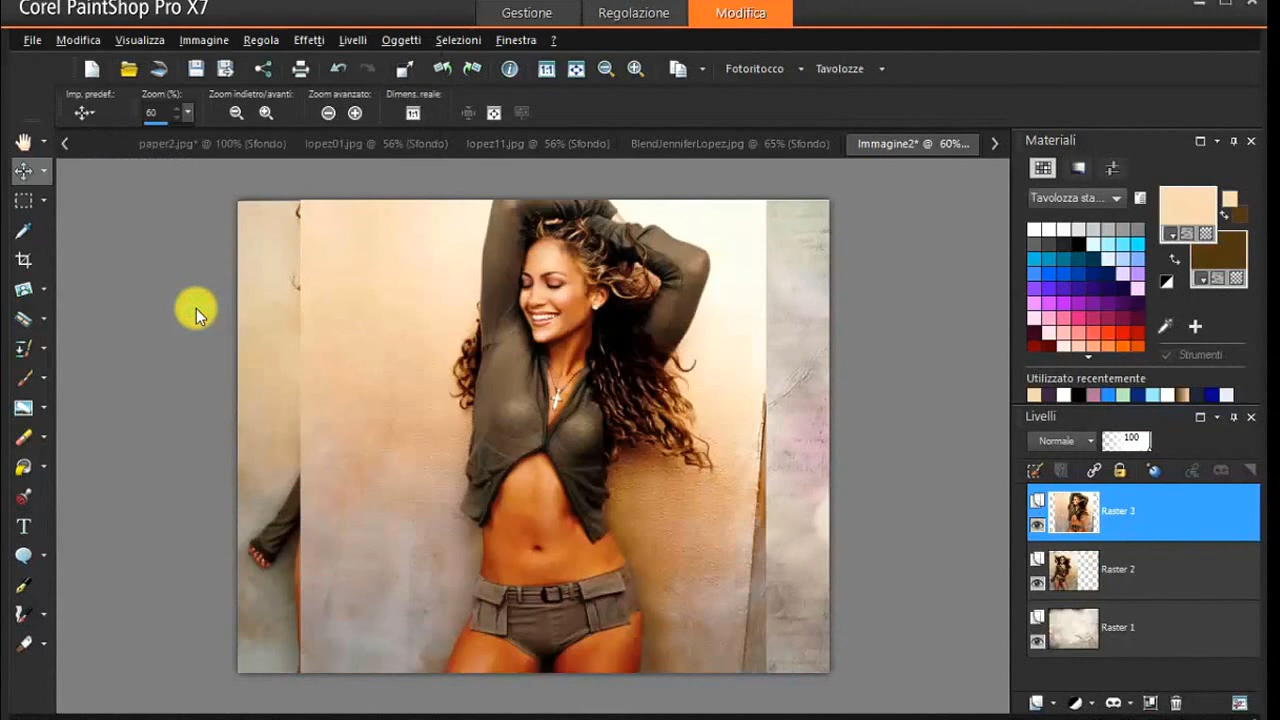 Corel PaintShop Pro X7
Gestione
Regolazione
Modifica
File Modifica Visualizza Immagine Regola Effetti Livelli Oggetti Selezioni Finestra ?
Fotoritocco Tavolozze
Imp. predef.: Zoom (%): Zoom indietro/avanti: Zoom avanzato: Dimens. reale:
60
paper2.jpg* @ 100% (Sfondo) lopez01.jpg @ 56% (Sfondo) lopez11.jpg @ 56% (Sfondo) BlendJenniferLopez.jpg @ 65% (Sfondo) Immagine2* @ 60%...
Materiali
Tavolozza sta...
Strumenti
Utilizzato recentemente
Livelli
Normale 100
Raster 3
Raster 2
Raster 1